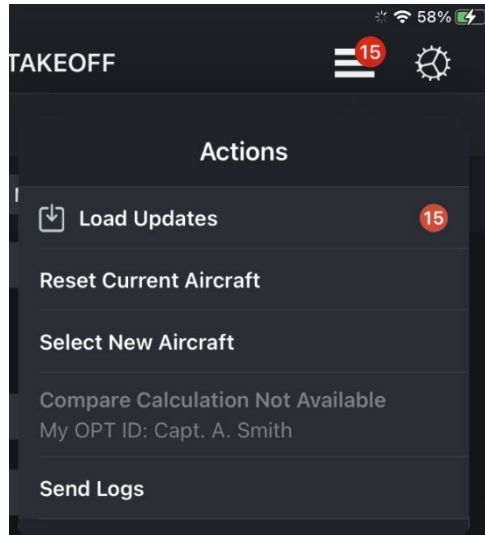 58%
TAKEOFF
15
Actions
Load Updates
15
Reset Current Aircraft
Select New Aircraft
Compare Calculation Not Available
My OPT ID: Capt. A. Smith
Send Logs